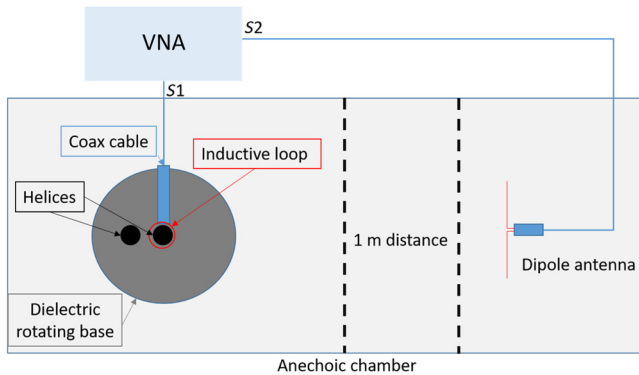 VNA
S2
S1
Coax cable
Inductive loop
Helices
1 m distance
Dipole antenna
Dielectric
rotating base
Anechoic chamber